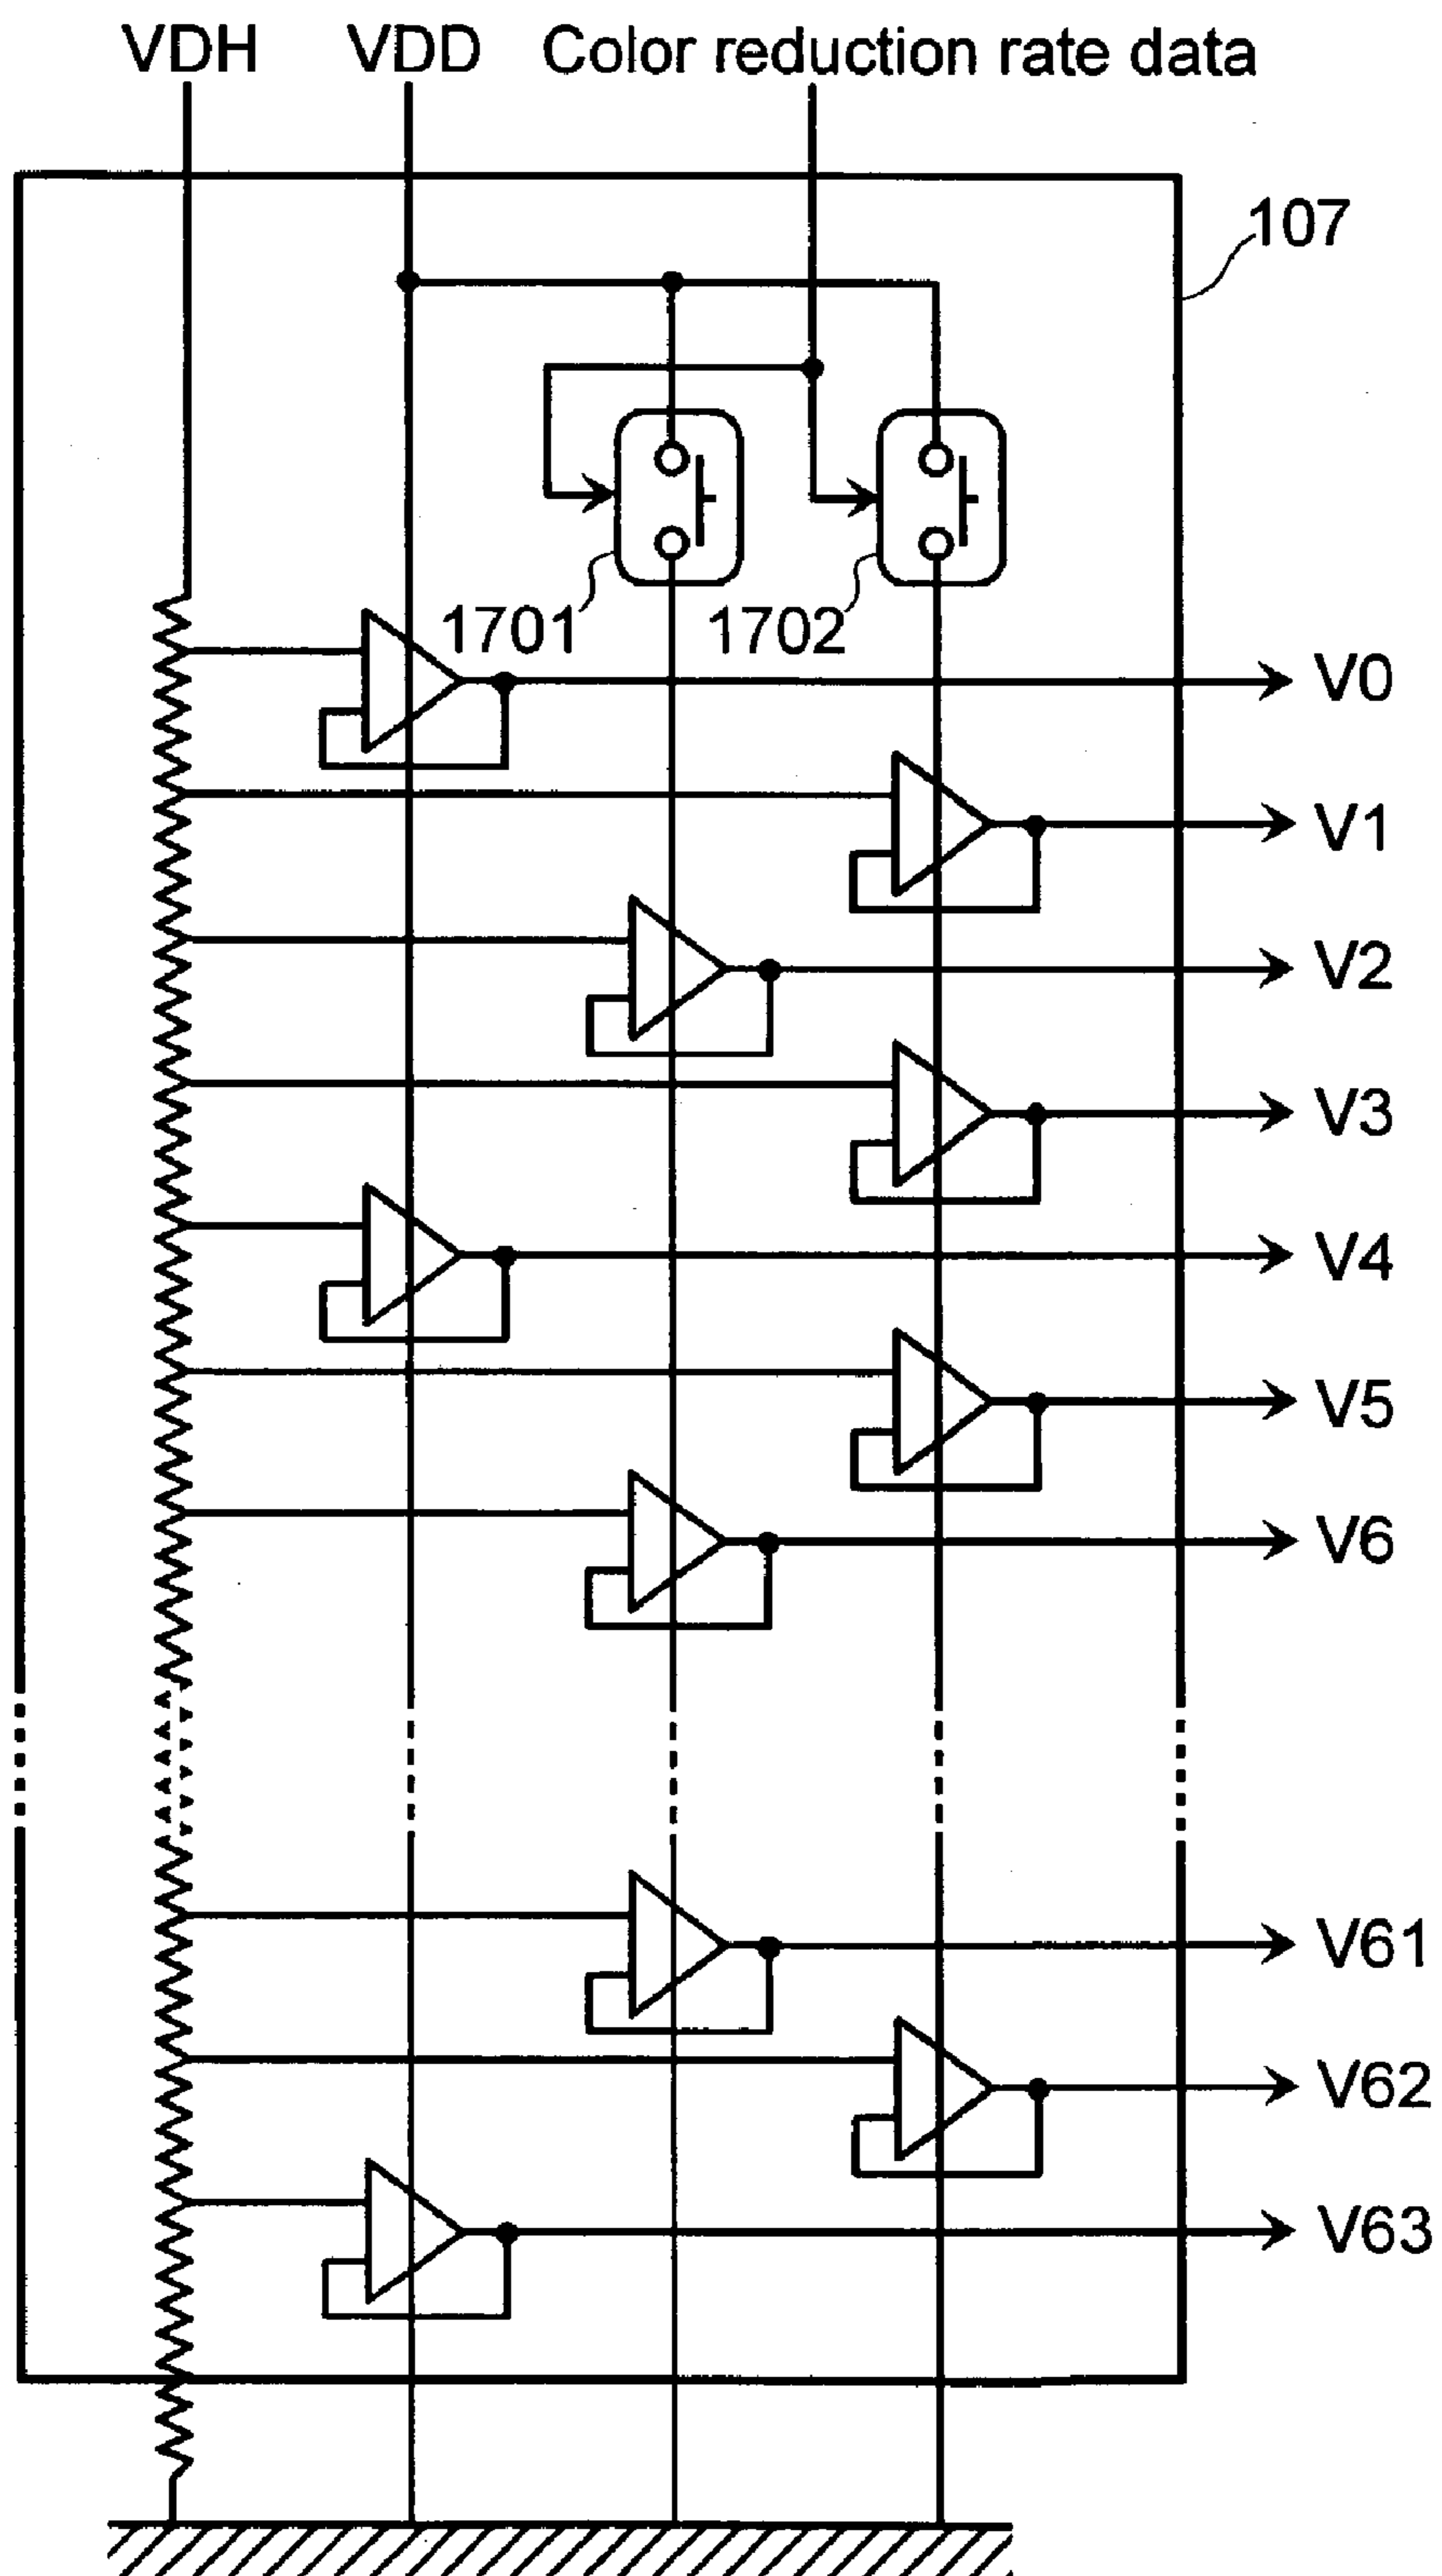 VDH VDD Color reduction rate data
107
1701 1702
V0
V1
V2
V3
V4
V5
V6
V61
V62
V63